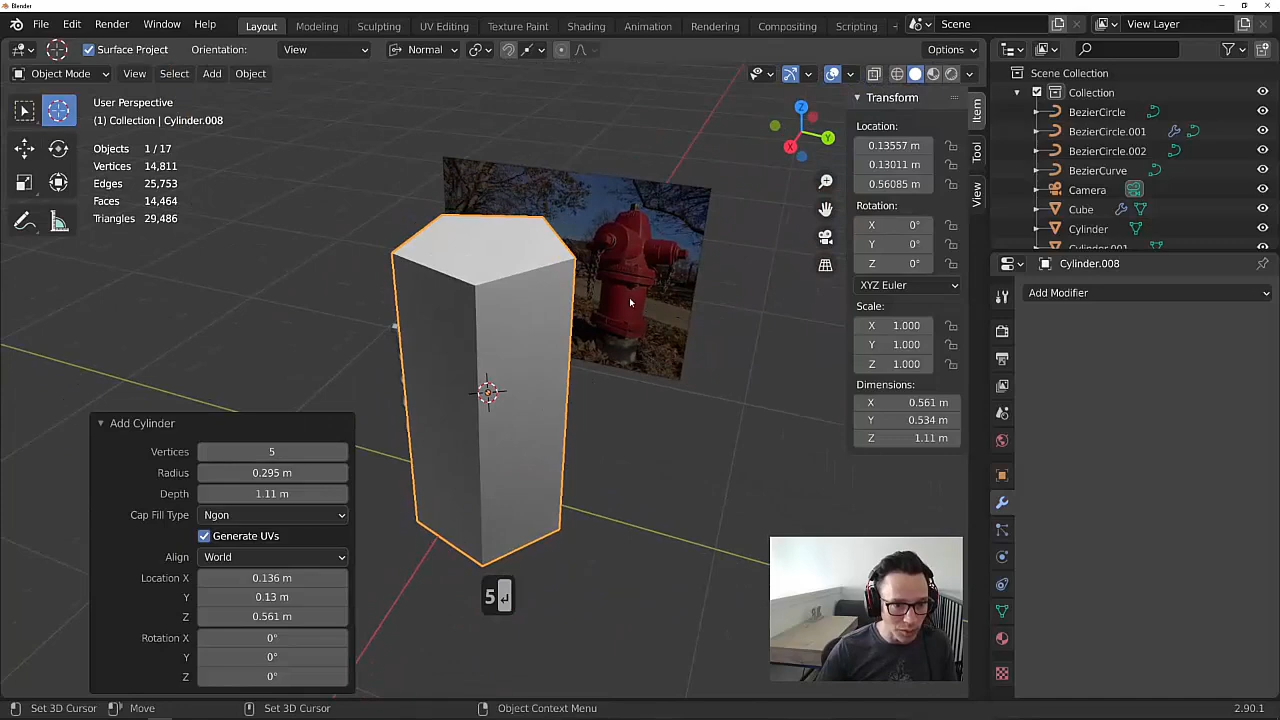 Blender
File Edit Render Window Help
Layout Modeling Sculpting UV Editing Texture Paint Shading Animation Rendering Compositing Scripting
Scene
View Layer
Surface Project Orientation: View Normal Options
Object Mode View Select Add Object
User Perspective
(1) Collection | Cylinder.008
Objects 1 / 17
Vertices 14,811
Edges 25,753
Faces 14,464
Triangles 29,486
Z
Y
X
Transform
Location:
0.13557 m
0.13011 m
0.56085 m
Rotation:
X 0°
Y 0°
Z 0°
XYZ Euler
Scale:
X 1.000
Y 1.000
Z 1.000
Dimensions:
X 0.561 m
Y 0.534 m
Z 1.11 m
Item
Tool
View
Scene Collection
Collection
BezierCircle
BezierCircle.001
BezierCircle.002
BezierCurve
Camera
Cube
Cylinder
Cylinder.001
Cylinder.008
Add Modifier
Add Cylinder
Vertices 5
Radius 0.295 m
Depth 1.11 m
Cap Fill Type Ngon
Generate UVs
Align World
Location X 0.136 m
Y 0.13 m
Z 0.561 m
Rotation X 0°
Y 0°
Z 0°
5
Set 3D Cursor Move Set 3D Cursor Object Context Menu 2.90.1